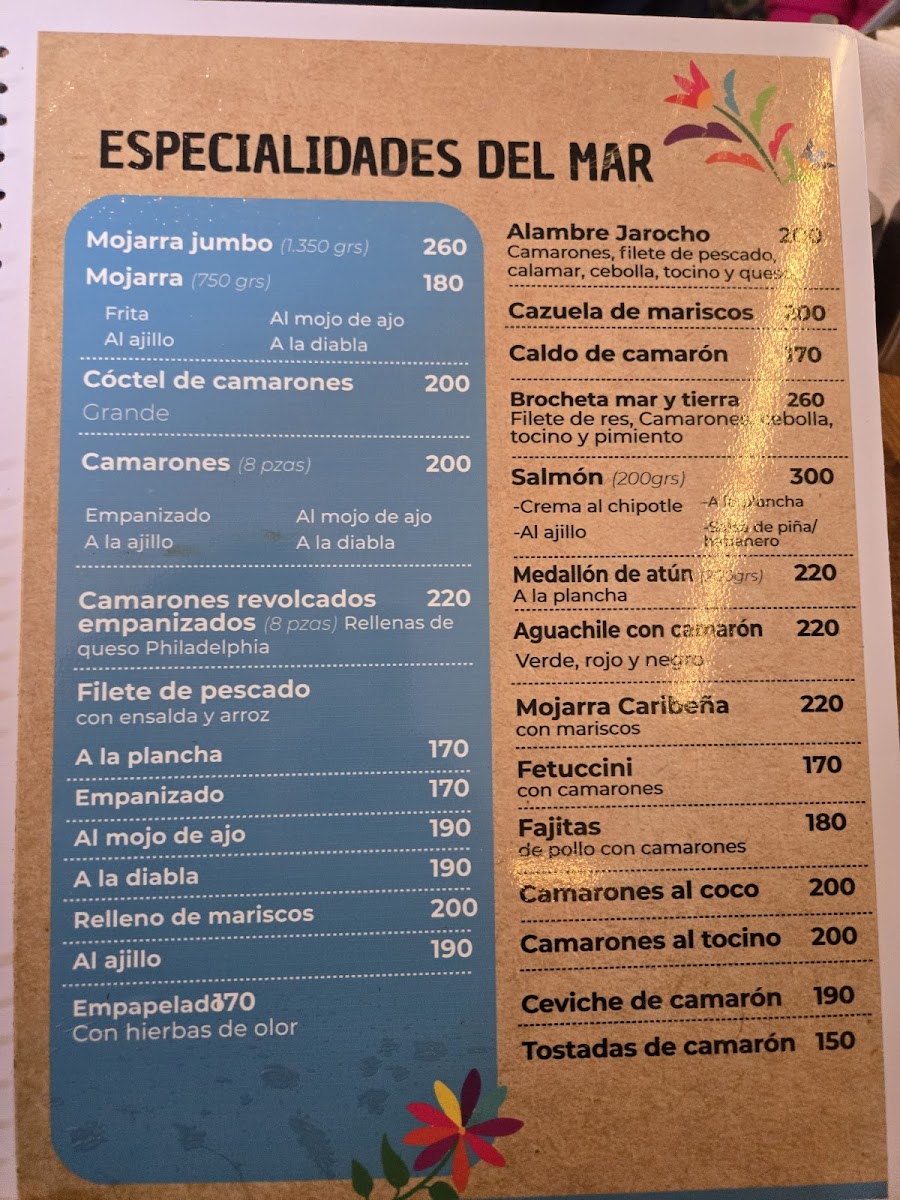 ESPECIALIDADES DEL MAR
Mojarra jumbo (1.350 grs) 260
Mojarra (750 grs) 180
Frita Al mojo de ajo
Al ajillo A la diabla
Cóctel de camarones 200
Grande
Camarones (8 pzas) 200
Empanizado Al mojo de ajo
A la ajillo A la diabla
Camarones revolcados 220
empanizados (8 pzas) Rellenas de
queso Philadelphia
Filete de pescado
con ensalda y arroz
A la plancha 170
Empanizado 170
Al mojo de ajo 190
A la diabla 190
Relleno de mariscos 200
Al ajillo 190
Empapelado 170
Con hierbas de olor
Alambre Jarocho 200
Camarones, filete de pescado,
calamar, cebolla, tocino y queso
Cazuela de mariscos
Caldo de camarón 170
Brocheta mar y tierra 260
Filete de res, Camarones, cebolla,
tocino y pimiento
Salmón (200grs) 300
-Crema al chipotle -A la plancha
-Al ajillo -Salsa de piña/
habanero
Medallón de atún 220
A la plancha
Aguachile con camarón 220
Verde, rojo y negro
Mojarra Caribeña 220
con mariscos
Fetuccini 170
con camarones
Fajitas 180
de pollo con camarones
Camarones al coco 200
Camarones al tocino 200
Ceviche de camarón 190
Tostadas de camarón 150